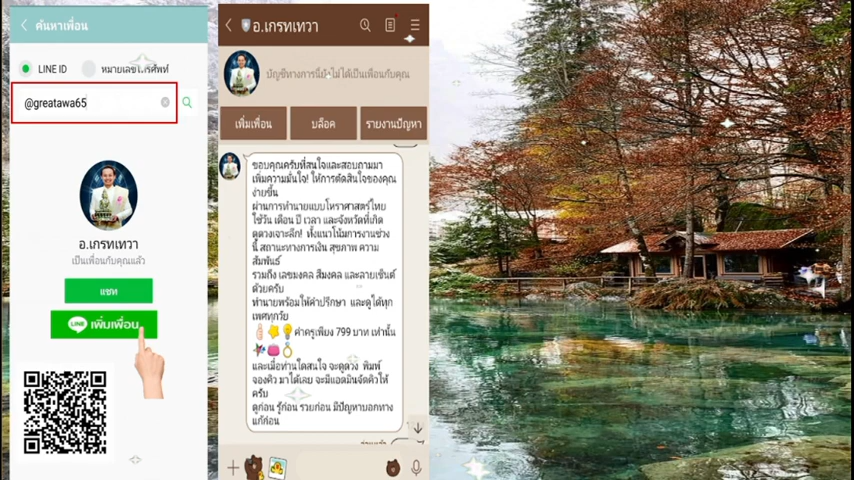 ค้นหาเพื่อน
LINE ID
หมายเลขโทรศัพท์
@greatawa65
อ.เกรทเทวา
เป็นเพื่อนกับคุณแล้ว
แชท
LINE เพิ่มเพื่อน
อ.เกรทเทวา
บัญชีทางการนี้ยังไม่ได้เป็นเพื่อนกับคุณ
เพิ่มเพื่อน
บล็อค
รายงานปัญหา
ขอบคุณครับที่สนใจและสอบถามมา
เพิ่มความมั่นใจ! ให้การตัดสินใจของคุณ
ง่ายขึ้น
ผ่านการทำนายแบบโหราศาสตร์ไทย
ใช้วัน เดือน ปี เวลา และจังหวัดที่เกิด
ดูดวงเจาะลึก! ทั้งแนวโน้มการงานช่วง
นี้ สถานะทางการเงิน สุขภาพ ความ
สัมพันธ์
รวมถึง เลขมงคล สีมงคล และลายเซ็นต์
ด้วยครับ
ทำนายพร้อมให้คำปรึกษา และดูได้ทุก
เพศทุกวัย
ค่าครูเพียง 799 บาท เท่านั้น
และเมื่อท่านใดสนใจ จะดูดวง พิมพ์
จองคิว มาได้เลย จะมีแอดมินจัดคิวให้
ครับ
ดูก่อน รู้ก่อน รวยก่อน มีปัญหาบอกทาง
แก้ก่อน